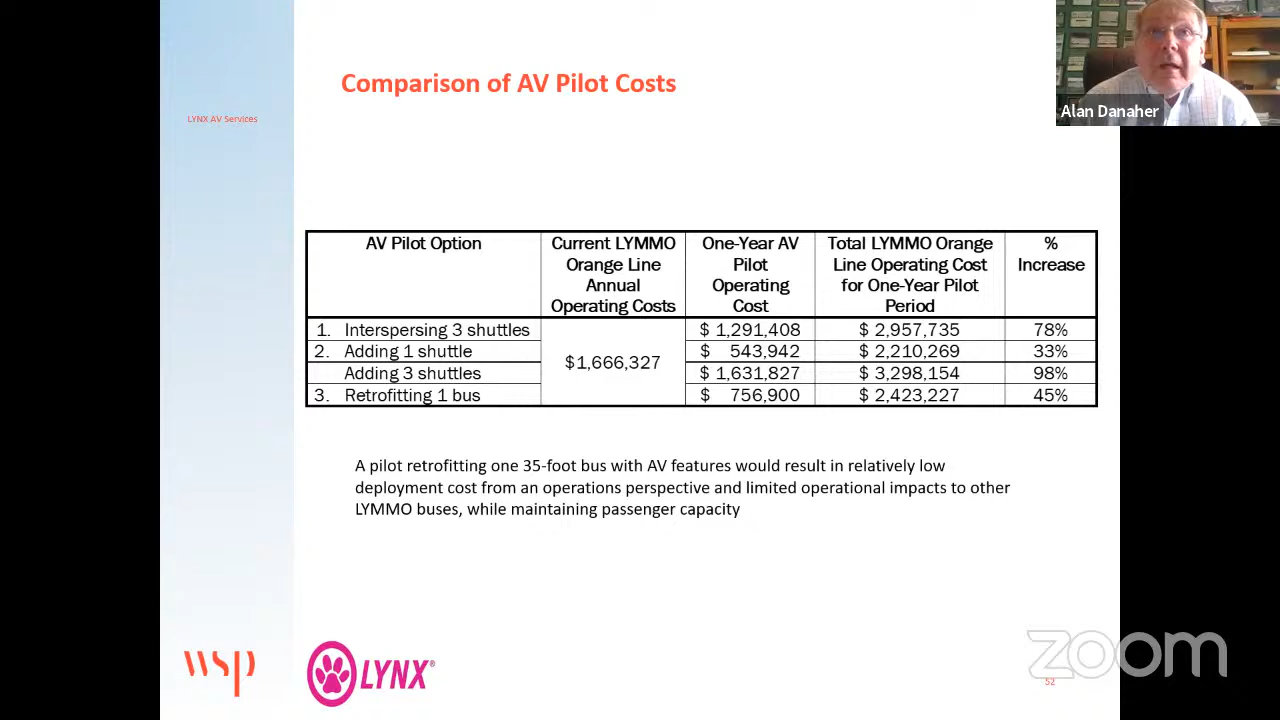 Comparison of AV Pilot Costs
Alan Danaher
LYNX AV Services
AV Pilot Option
Current LYMMO
Orange Line
Annual
Operating Costs
One-Year AV
Pilot
Operating
Cost
Total LYMMO Orange
Line Operating Cost
for One-Year Pilot
Period
%
Increase
1. Interspersing 3 shuttles
$1,666,327
$ 1,291,408
$ 2,957,735
78%
2. Adding 1 shuttle
$ 543,942
$ 2,210,269
33%
Adding 3 shuttles
$ 1,631,827
$ 3,298,154
98%
3. Retrofitting 1 bus
$ 756,900
$ 2,423,227
45%
A pilot retrofitting one 35-foot bus with AV features would result in relatively low
deployment cost from an operations perspective and limited operational impacts to other
LYMMO buses, while maintaining passenger capacity
wsp
LYNX®
zoom
52